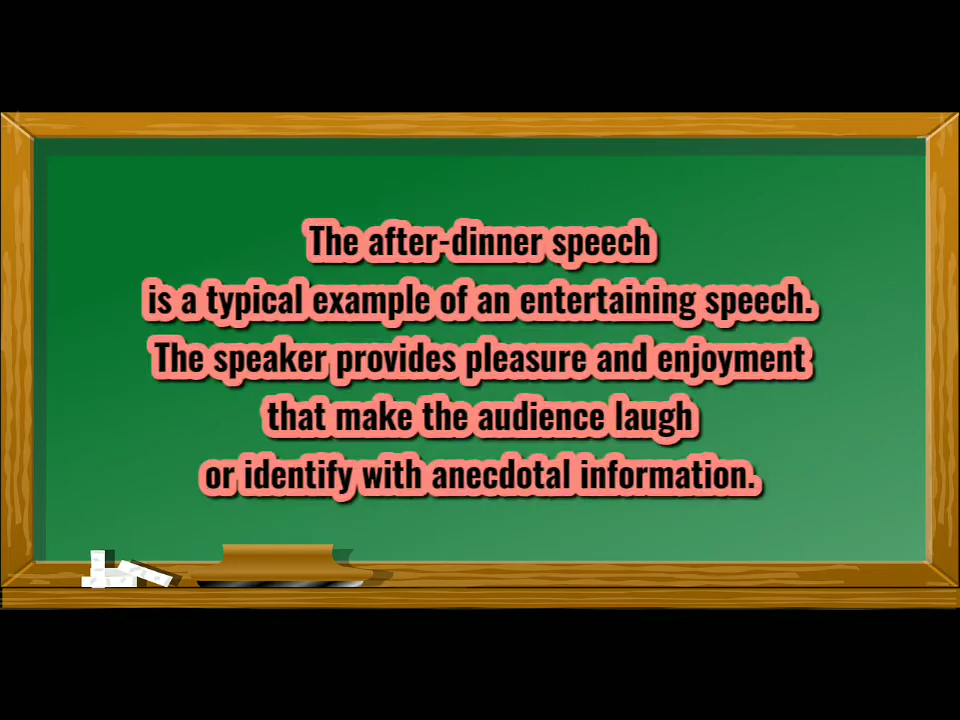 The after-dinner speech
is a typical example of an entertaining speech.
The speaker provides pleasure and enjoyment
that make the audience laugh
or identify with anecdotal information.